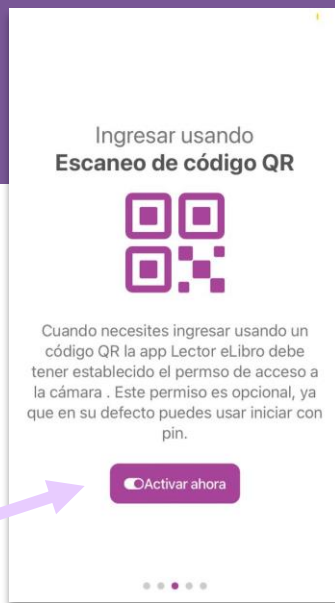 Ingresar usando
Escaneo de código QR
Cuando necesites ingresar usando un
código QR la app Lector eLibro debe
tener establecido el permso de acceso a
la cámara . Este permiso es opcional, ya
que en su defecto puedes usar iniciar con
pin.
Activar ahora